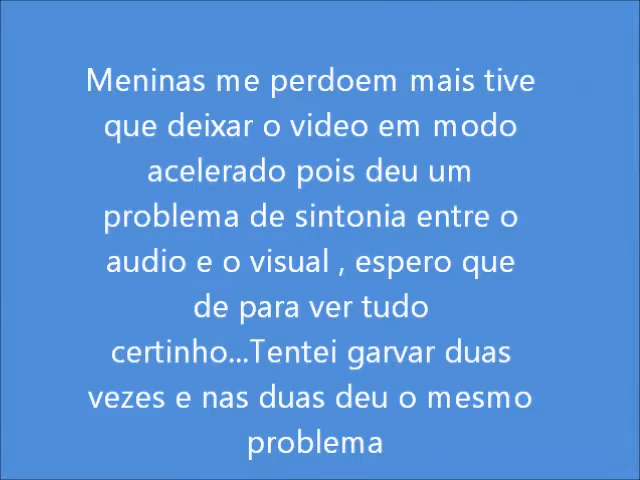 Meninas me perdoem mais tive
que deixar o video em modo
acelerado pois deu um
problema de sintonia entre o
audio e o visual , espero que
de para ver tudo
certinho...Tentei garvar duas
vezes e nas duas deu o mesmo
problema